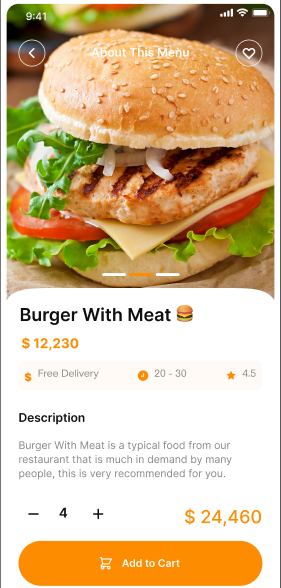 9:41
About This Menu
Burger With Meat 🍔
$ 12,230
$ Free Delivery
20 - 30
4.5
Description
Burger With Meat is a typical food from our
restaurant that is much in demand by many
people, this is very recommended for you.
4
$ 24,460
Add to Cart